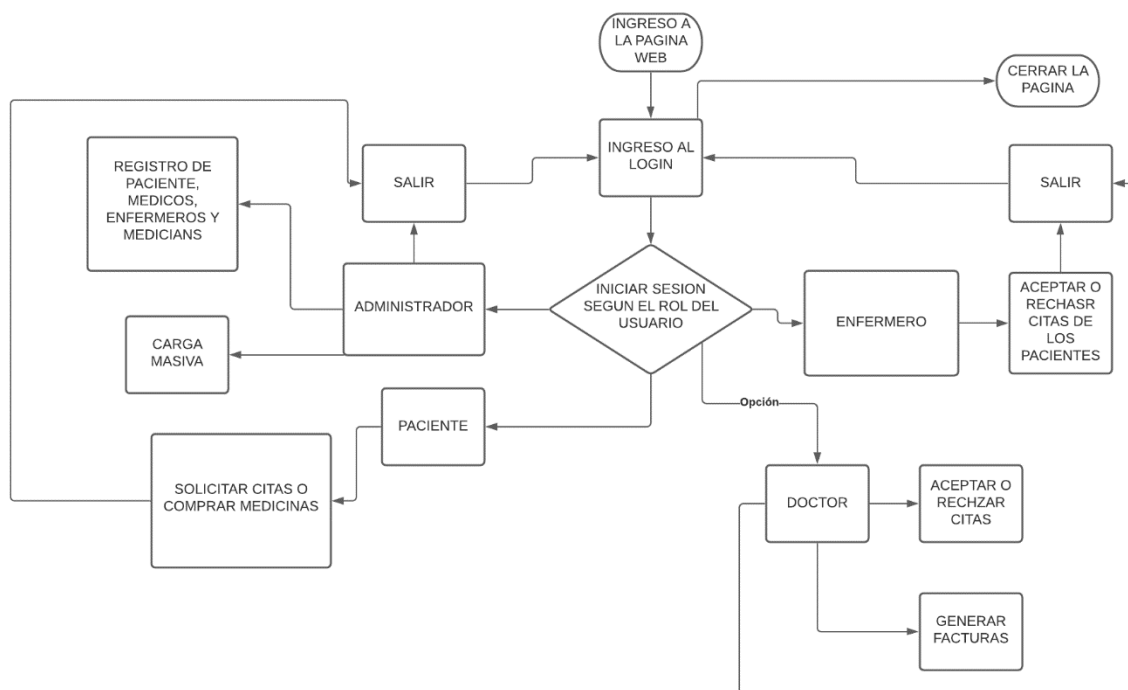 INGRESO A
LA PAGINA
WEB
CERRAR LA
PAGINA
INGRESO AL
LOGIN
REGISTRO DE
PACIENTE,
MEDICOS,
ENFERMEROS Y
MEDICIANS
SALIR
SALIR
ADMINISTRADOR
INICIAR SESION
SEGUN EL ROL DEL
USUARIO
ENFERMERO
ACEPTAR O
RECHASR
CITAS DE
LOS
PACIENTES
CARGA
MASIVA
PACIENTE
Opción
SOLICITAR CITAS O
COMPRAR MEDICINAS
DOCTOR
ACEPTAR O
RECHZAR
CITAS
GENERAR
FACTURAS